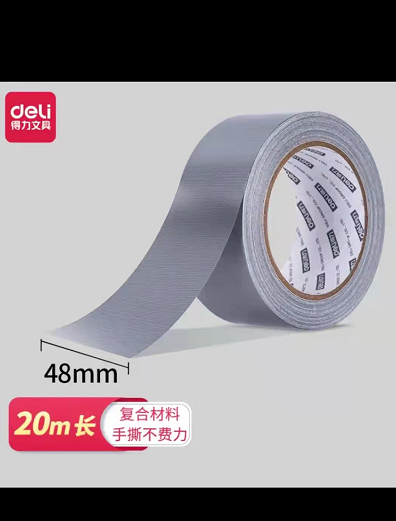 deli
得力文具
48mm
20m长
复合材料
手撕不费力